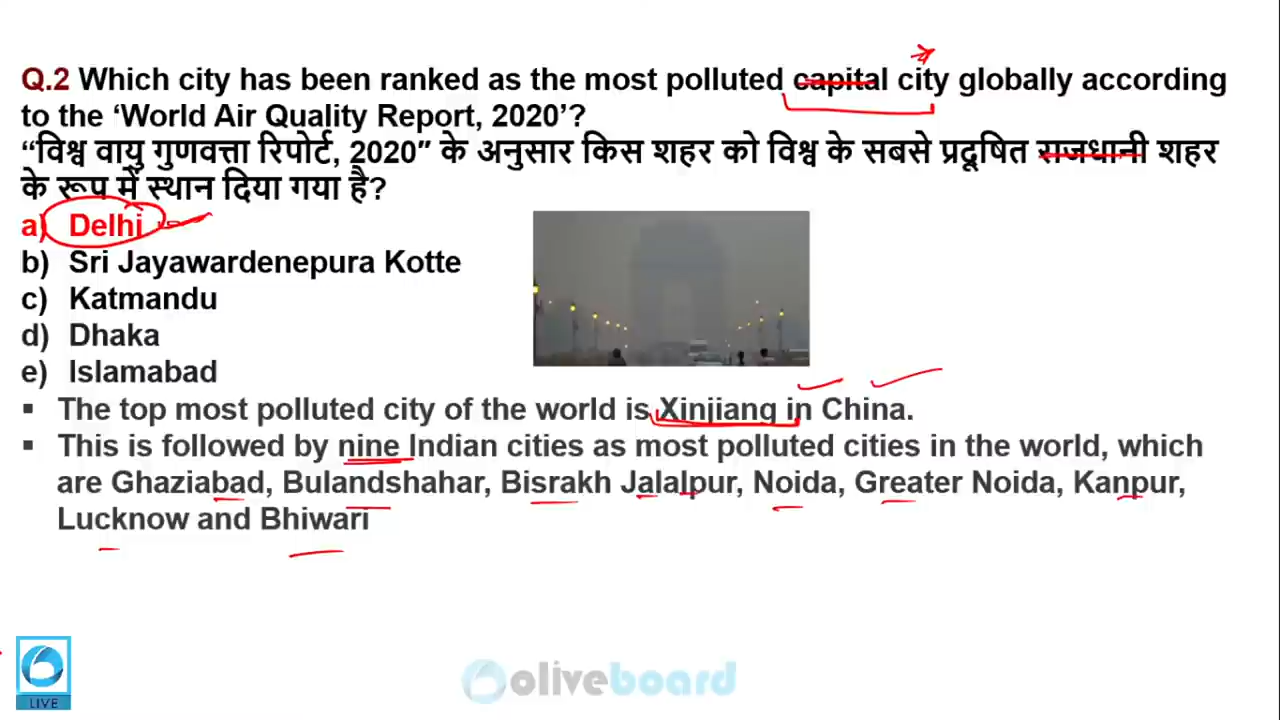 Q.2 Which city has been ranked as the most polluted capital city globally according
to the ‘World Air Quality Report, 2020’?
“विश्व वायु गुणवत्ता रिपोर्ट, 2020” के अनुसार किस शहर को विश्व के सबसे प्रदूषित राजधानी शहर
के रूप में स्थान दिया गया है?
a) Delhi
b) Sri Jayawardenepura Kotte
c) Katmandu
d) Dhaka
e) Islamabad
▪ The top most polluted city of the world is Xinjiang in China.
▪ This is followed by nine Indian cities as most polluted cities in the world, which
are Ghaziabad, Bulandshahar, Bisrakh Jalalpur, Noida, Greater Noida, Kanpur,
Lucknow and Bhiwari
LIVE
oliveboard